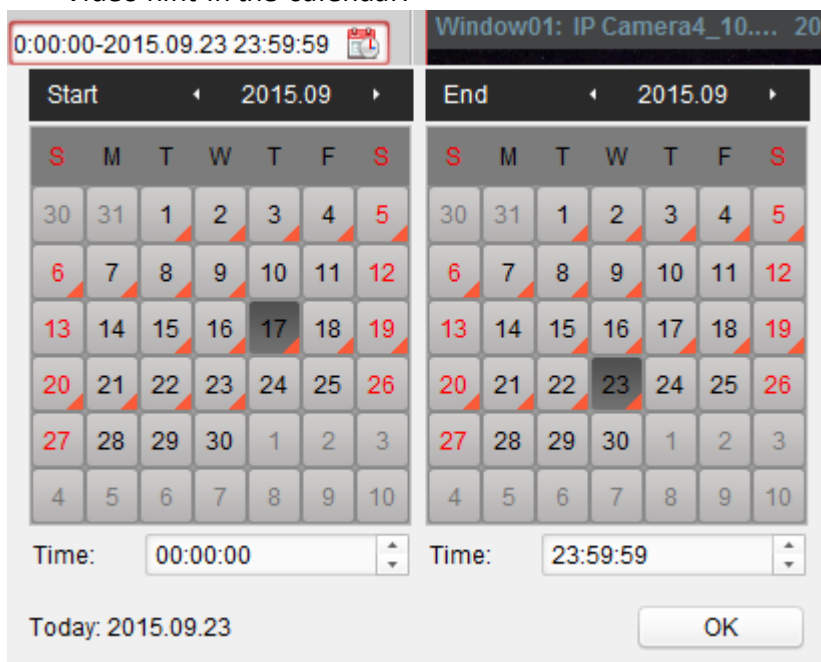 video hint in the calendar.
0:00:00-2015.09.23 23:59:59
Window01: IP Camera4_10.... 20
Start 2015.09
S M T W T F S
30 31 1 2 3 4 5
6 7 8 9 10 11 12
13 14 15 16 17 18 19
20 21 22 23 24 25 26
27 28 29 30 1 2 3
4 5 6 7 8 9 10
Time: 00:00:00
End 2015.09
S M T W T F S
30 31 1 2 3 4 5
6 7 8 9 10 11 12
13 14 15 16 17 18 19
20 21 22 23 24 25 26
27 28 29 30 1 2 3
4 5 6 7 8 9 10
Time: 23:59:59
Today: 2015.09.23
OK